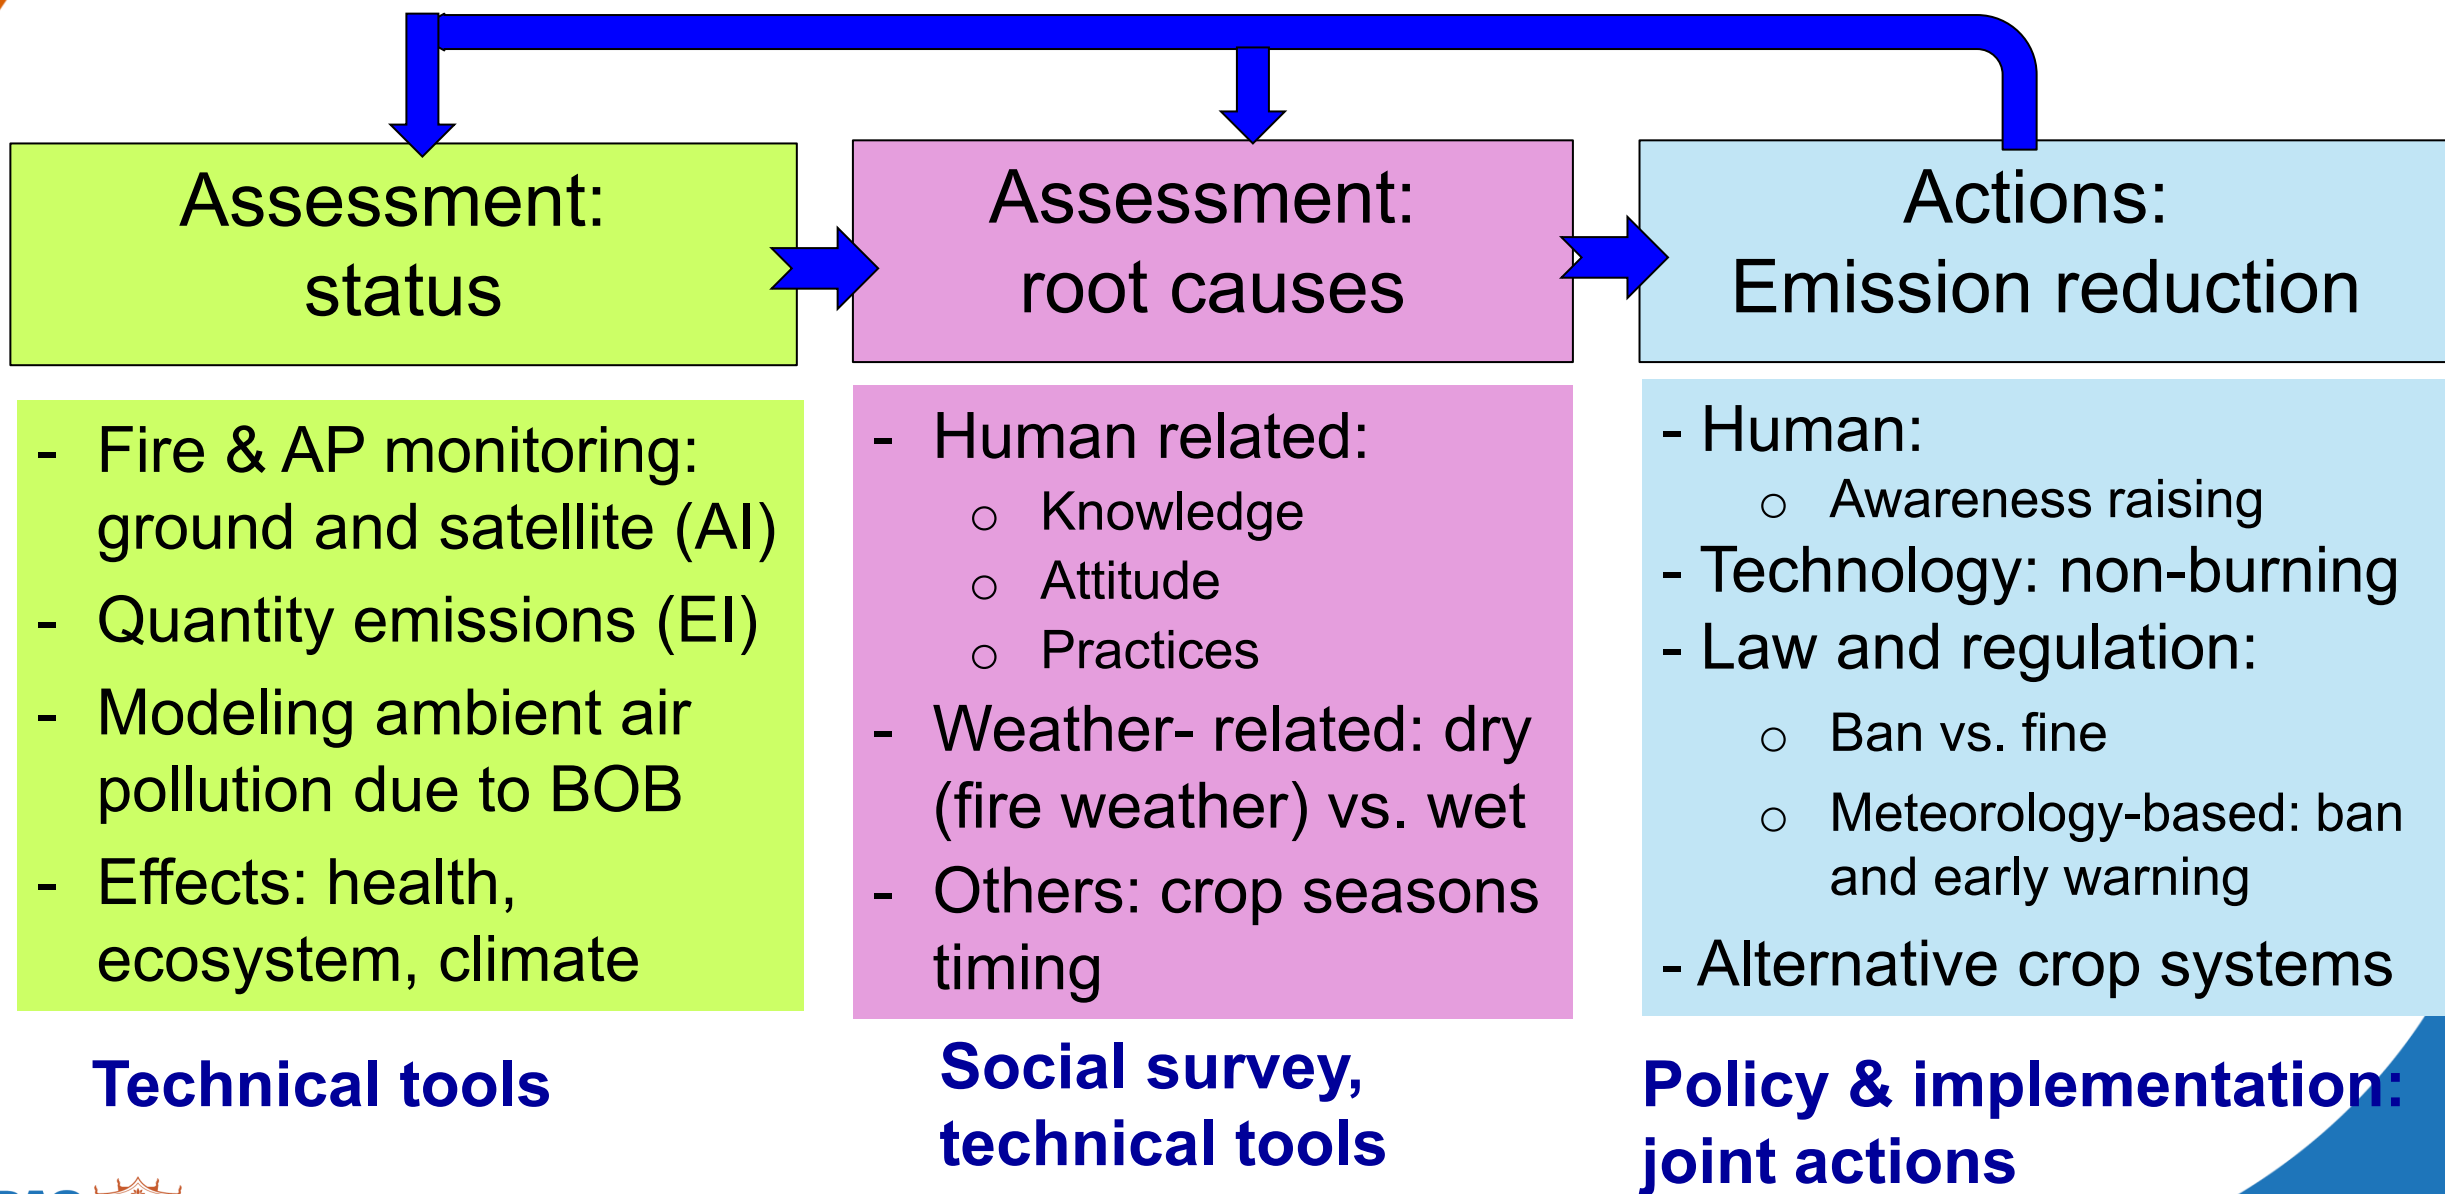 Assessment:
status
Assessment:
root causes
Actions:
Emission reduction
- Fire & AP monitoring:
ground and satellite (AI)
- Quantity emissions (EI)
- Modeling ambient air
pollution due to BOB
- Effects: health,
ecosystem, climate
- Human related:
o Knowledge
o Attitude
o Practices
- Weather- related: dry
(fire weather) vs. wet
- Others: crop seasons
timing
- Human:
o Awareness raising
- Technology: non-burning
- Law and regulation:
o Ban vs. fine
o Meteorology-based: ban
and early warning
- Alternative crop systems
Technical tools
Social survey,
technical tools
Policy & implementation:
joint actions